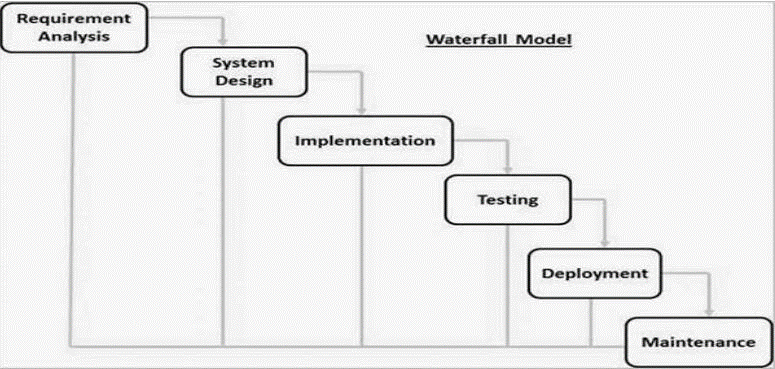 Requirement
Analysis
Waterfall Model
System
Design
Implementation
Testing
Deployment
Maintenance